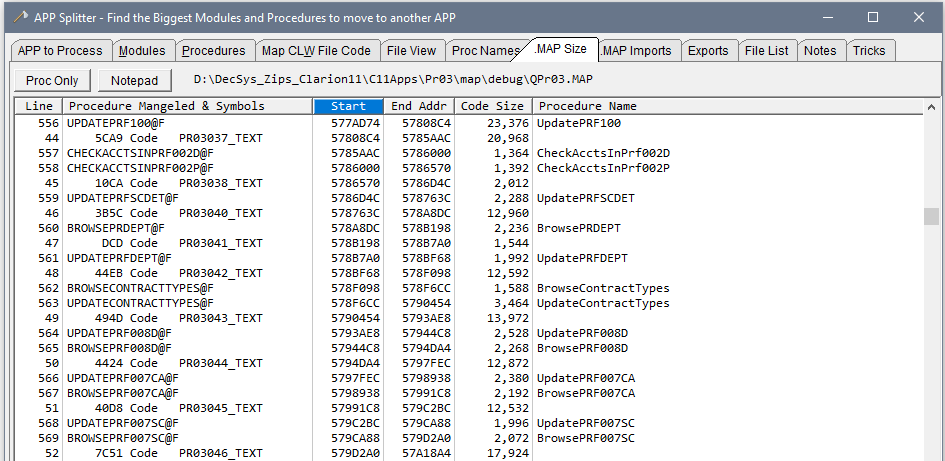 APP Splitter - Find the Biggest Modules and Procedures to move to another APP
APP to Process Modules Procedures Map CLW File Code File View Proc Names .MAP Size .MAP Imports Exports File List Notes Tricks
Proc Only Notepad D:\DecSys_Zips_Clarion11\C11Apps\Pr03\map\debug\QPr03.MAP
Line Procedure Mangeled & Symbols Start End Addr Code Size Procedure Name
556 UPDATEPRF100@F 577AD74 57808C4 23,376 UpdatePRF100
44 5CA9 Code PR03037_TEXT 57808C4 5785AAC 20,968
557 CHECKACCTSINPRF002D@F 5785AAC 5786000 1,364 CheckAcctsInPrf002D
558 CHECKACCTSINPRF002P@F 5786000 5786570 1,392 CheckAcctsInPrf002P
45 10CA Code PR03038_TEXT 5786570 5786D4C 2,012
559 UPDATEPRFSCDET@F 5786D4C 578763C 2,288 UpdatePRFSCDET
46 3B5C Code PR03040_TEXT 578763C 578A8DC 12,960
560 BROWSEPRDEPT@F 578A8DC 578B198 2,236 BrowsePRDEPT
47 DCD Code PR03041_TEXT 578B198 578B7A0 1,544
561 UPDATEPRFDEPT@F 578B7A0 578BF68 1,992 UpdatePRFDEPT
48 44EB Code PR03042_TEXT 578BF68 578F098 12,592
562 BROWSECONTRACTTYPES@F 578F098 578F6CC 1,588 BrowseContractTypes
563 UPDATECONTRACTTYPES@F 578F6CC 5790454 3,464 UpdateContractTypes
49 494D Code PR03043_TEXT 5790454 5793AE8 13,972
564 UPDATEPRF008D@F 5793AE8 57944C8 2,528 UpdatePRF008D
565 BROWSEPRF008D@F 57944C8 5794DA4 2,268 BrowsePRF008D
50 4424 Code PR03044_TEXT 5794DA4 5797FEC 12,872
566 UPDATEPRF007CA@F 5797FEC 5798938 2,380 UpdatePRF007CA
567 BROWSEPRF007CA@F 5798938 57991C8 2,192 BrowsePRF007CA
51 40D8 Code PR03045_TEXT 57991C8 579C2BC 12,532
568 UPDATEPRF007SC@F 579C2BC 579CA88 1,996 UpdatePRF007SC
569 BROWSEPRF007SC@F 579CA88 579D2A0 2,072 BrowsePRF007SC
52 7C51 Code PR03046_TEXT 579D2A0 57A18A4 17,924